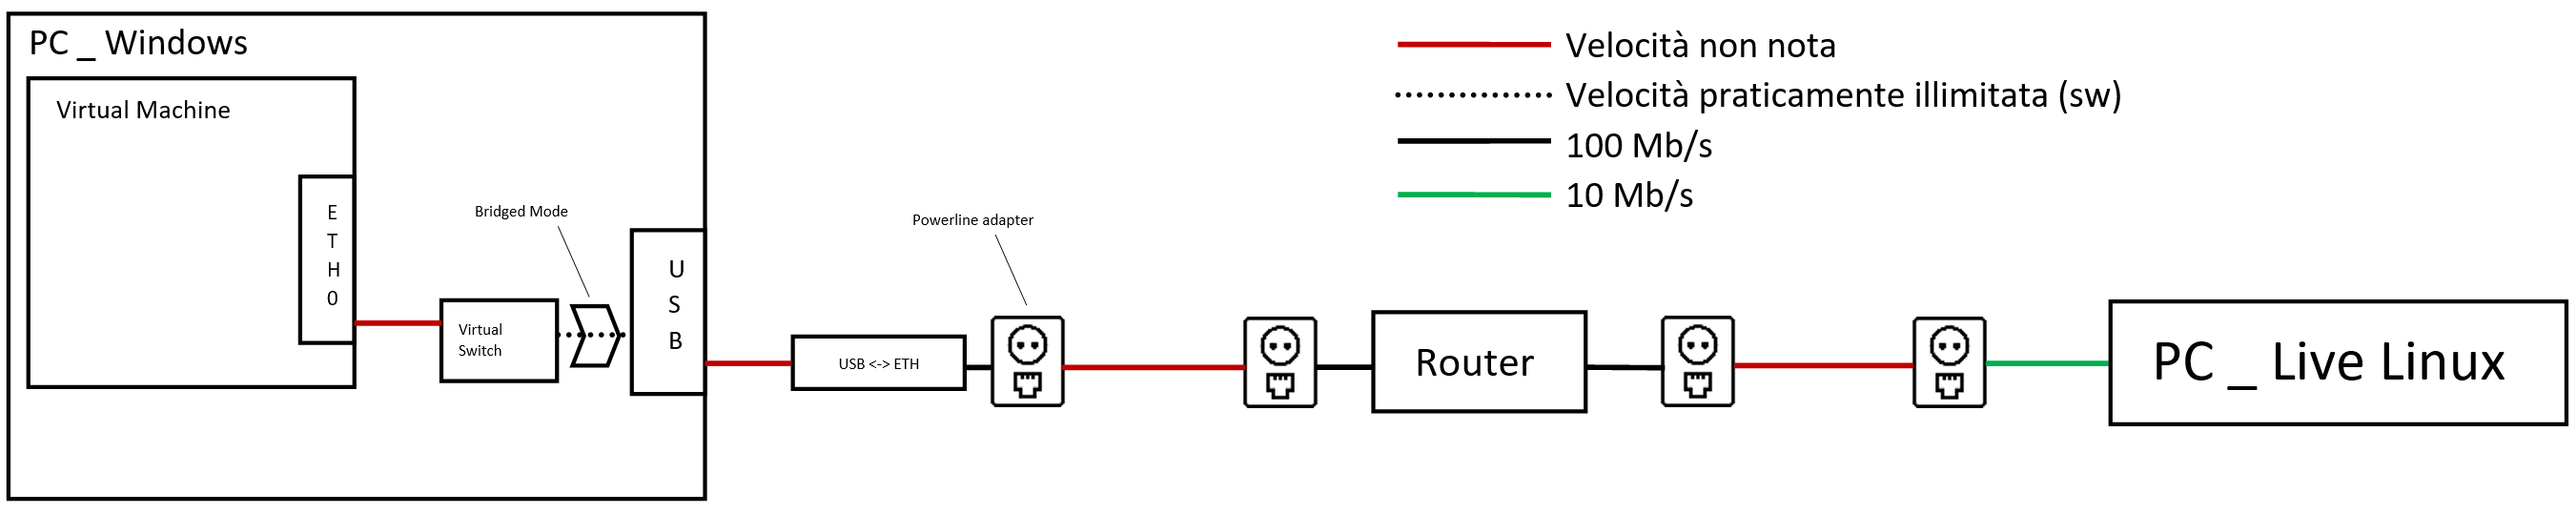 PC _ Windows
Virtual Machine
E
T
H
0
Bridged Mode
Virtual
Switch
U
S
B
USB <-> ETH
Powerline adapter
Router
PC _ Live Linux
Velocità non nota
Velocità praticamente illimitata (sw)
100 Mb/s
10 Mb/s